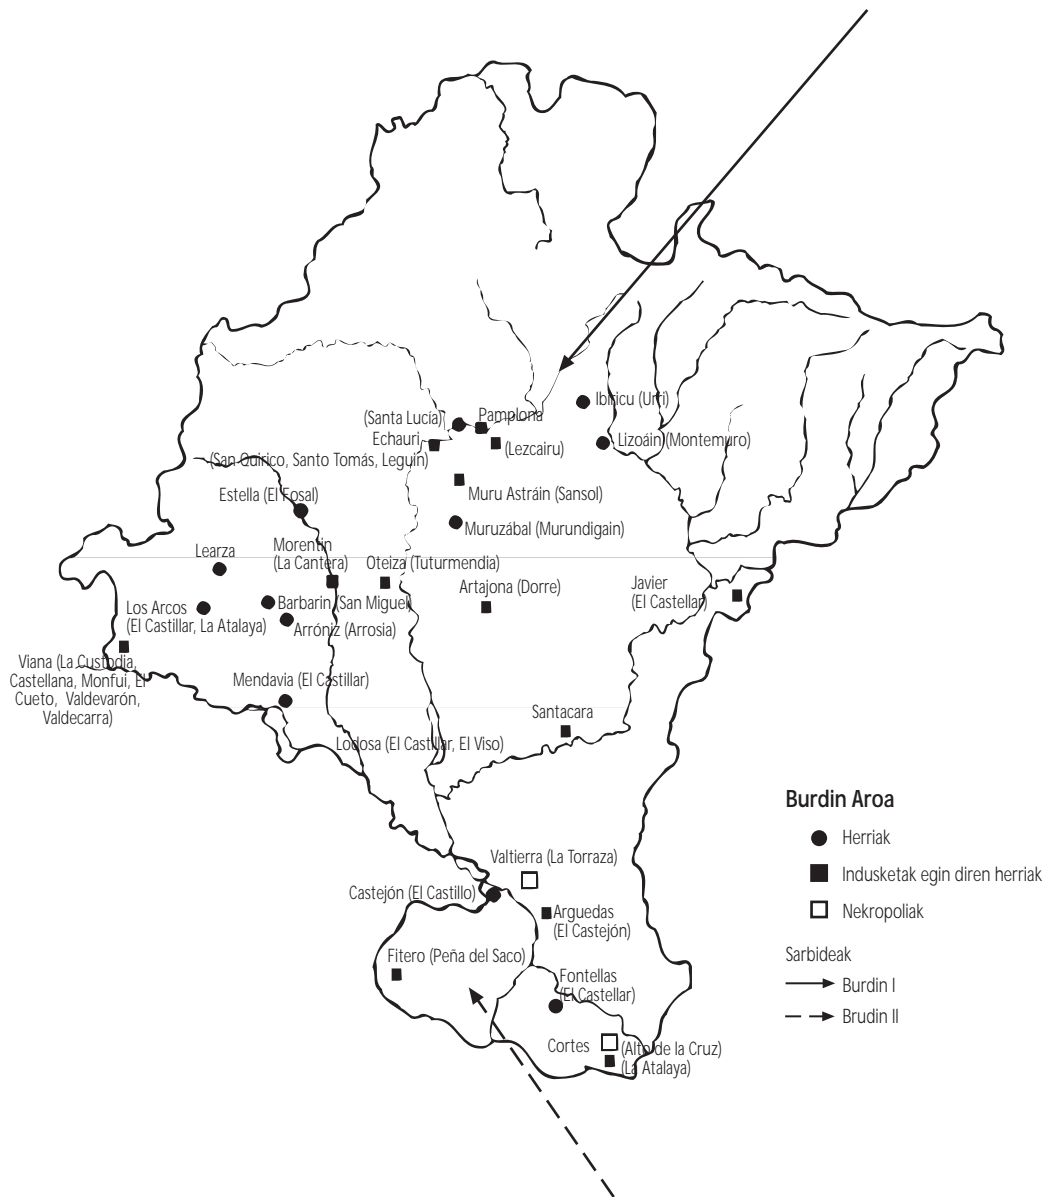 Ibiricu (Urri)
(Santa Lucía)
Pamplona
Echauri
(Lezcairu)
Lizoáin (Montemuro)
(San Quirico, Santo Tomás, Leguin)
Estella (El Fosal)
Muru Astráin (Sansol)
Muruzábal (Murundigain)
Learza
Morentin
(La Cantera)
Oteiza (Tuturmendia)
Artajona (Dorre)
Javier
(El Castellar)
Los Arcos
(El Castillar, La Atalaya)
Barbarin (San Miguel)
Arróniz (Arrosia)
Viana (La Custodia,
Castellana, Monfui, El
Cueto, Valdevarón,
Valdecarra)
Mendavia (El Castillar)
Santacara
Lodosa (El Castillar, El Viso)
Valtierra (La Torraza)
Castejón (El Castillo)
Arguedas
(El Castejón)
Fitero (Peña del Saco)
Fontellas
(El Castellar)
Cortes
(Alto de la Cruz)
(La Atalaya)
Burdin Aroa
Herriak
Indusketak egin diren herriak
Nekropoliak
Sarbideak
Burdin I
Brudin II